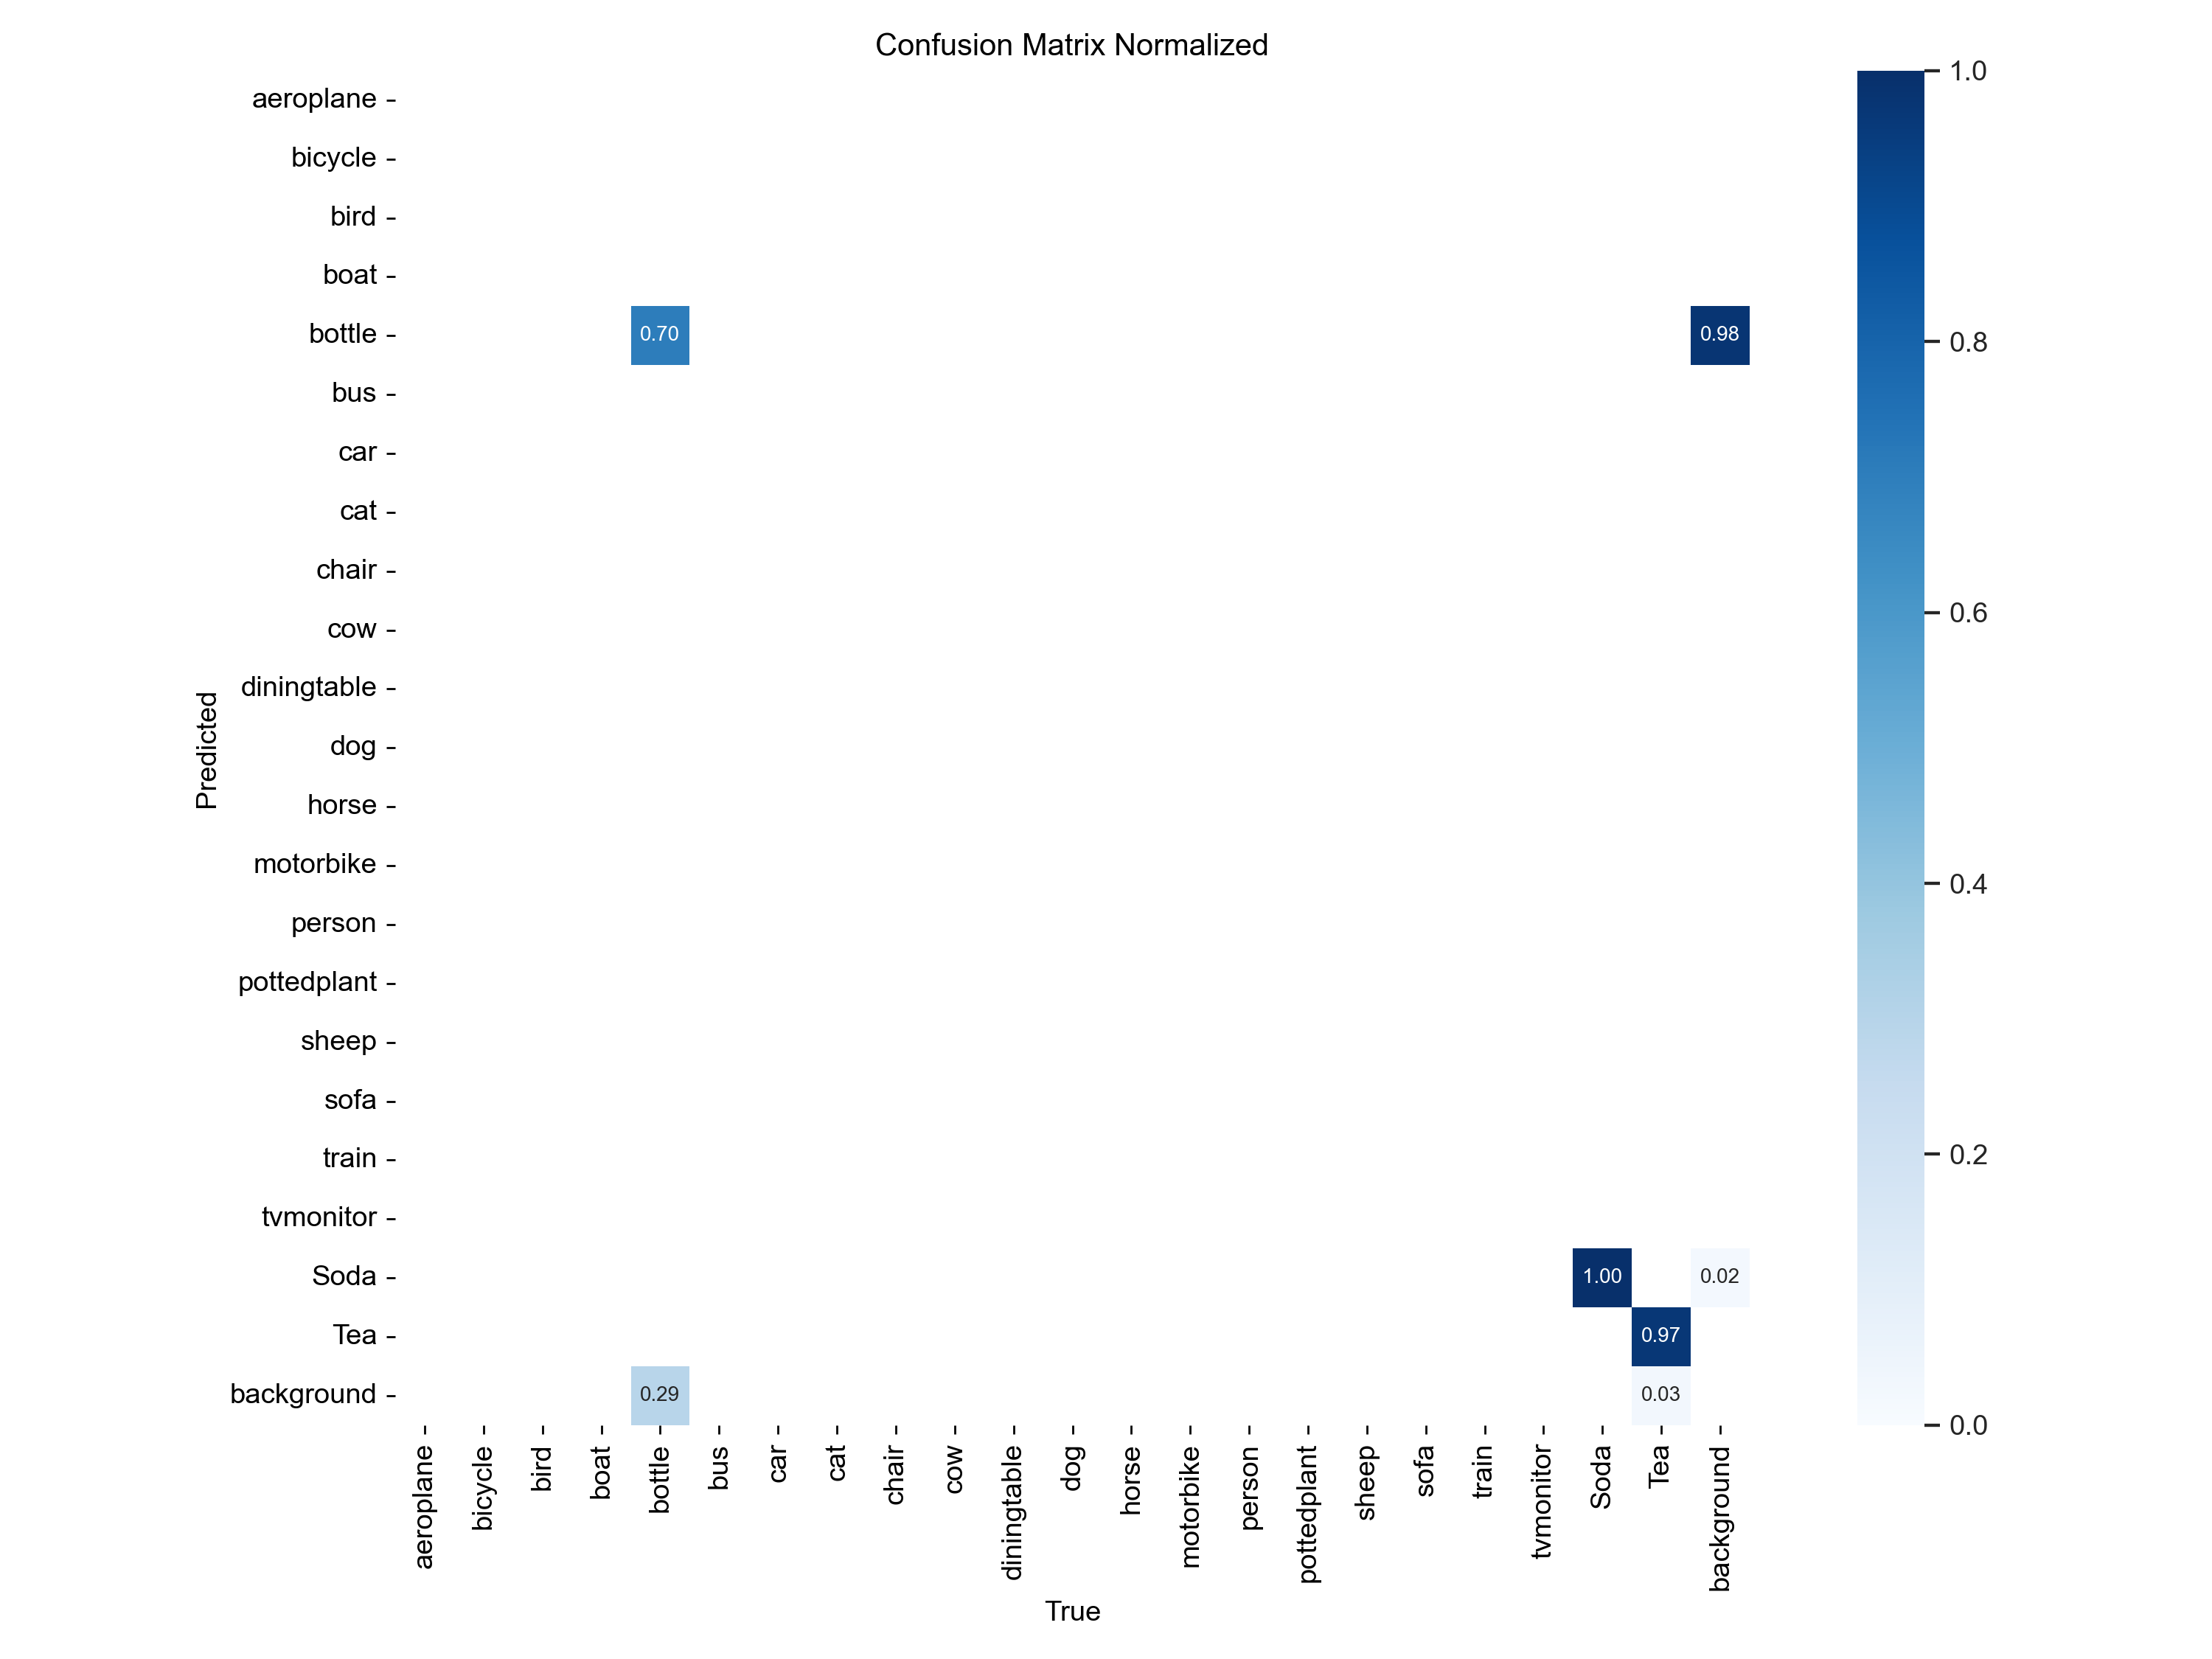 Confusion Matrix Normalized
aeroplane
bicycle
bird
boat
bottle
bus
car
cat
chair
cow
diningtable
dog
horse
motorbike
person
pottedplant
sheep
sofa
train
tvmonitor
Soda
Tea
background
Predicted
0.70 0.98
1.00 0.02
0.97
0.29 0.03
aeroplane
bicycle
bird
boat
bottle
bus
car
cat
chair
cow
diningtable
dog
horse
motorbike
person
pottedplant
sheep
sofa
train
tvmonitor
Soda
Tea
background
True
1.0
0.8
0.6
0.4
0.2
0.0